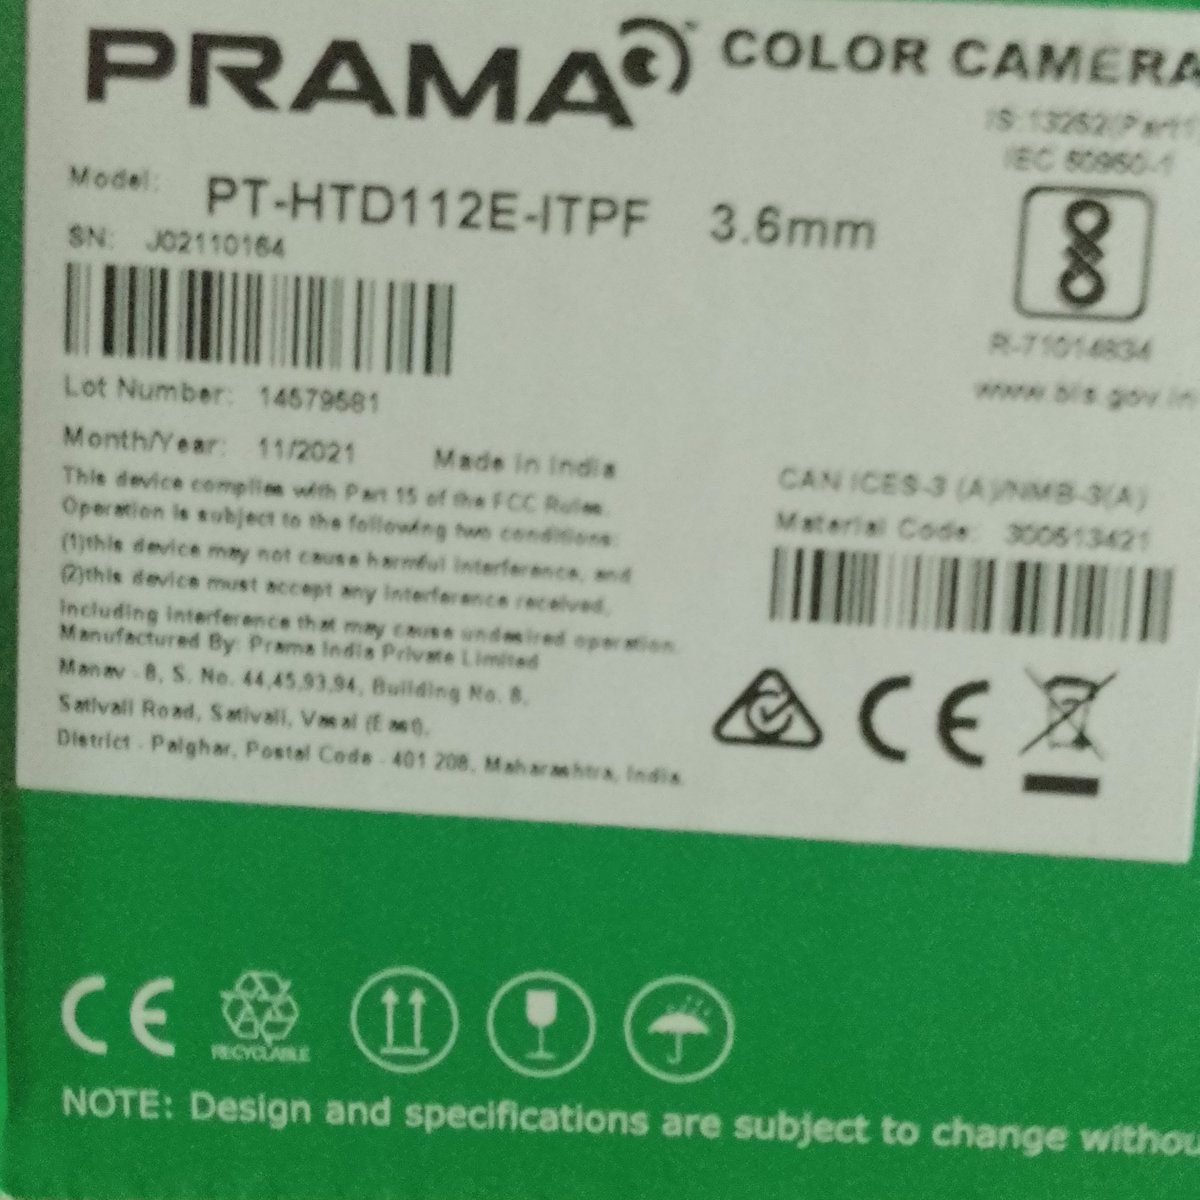 PRAMA COLOR CAMERA
IS:13252(Part1
IEC 60950-1
Model: PT-HTD112E-ITPF 3.6mm
SN: J02110164
R-71014834
www.bis.gov.in
Lot Number: 14579581
Month/Year: 11/2021 Made in India
This device complies with Part 15 of the FCC Rules.
Operation is subject to the following two conditions:
(1)this device may not cause harmful interference, and
(2)this device must accept any interference received,
including interference that may cause undesired operation.
CAN ICES-3 (A)/NMB-3(A)
Material Code: 300513421
Manufactured By: Prama India Private Limited
Manav - B, S. No. 44,45,93,94, Building No. 8,
Sativali Road, Sativali, Vasai (East),
District - Palghar, Postal Code - 401 208, Maharashtra, India.
CE
CE
RECYCLABLE
NOTE: Design and specifications are subject to change withou